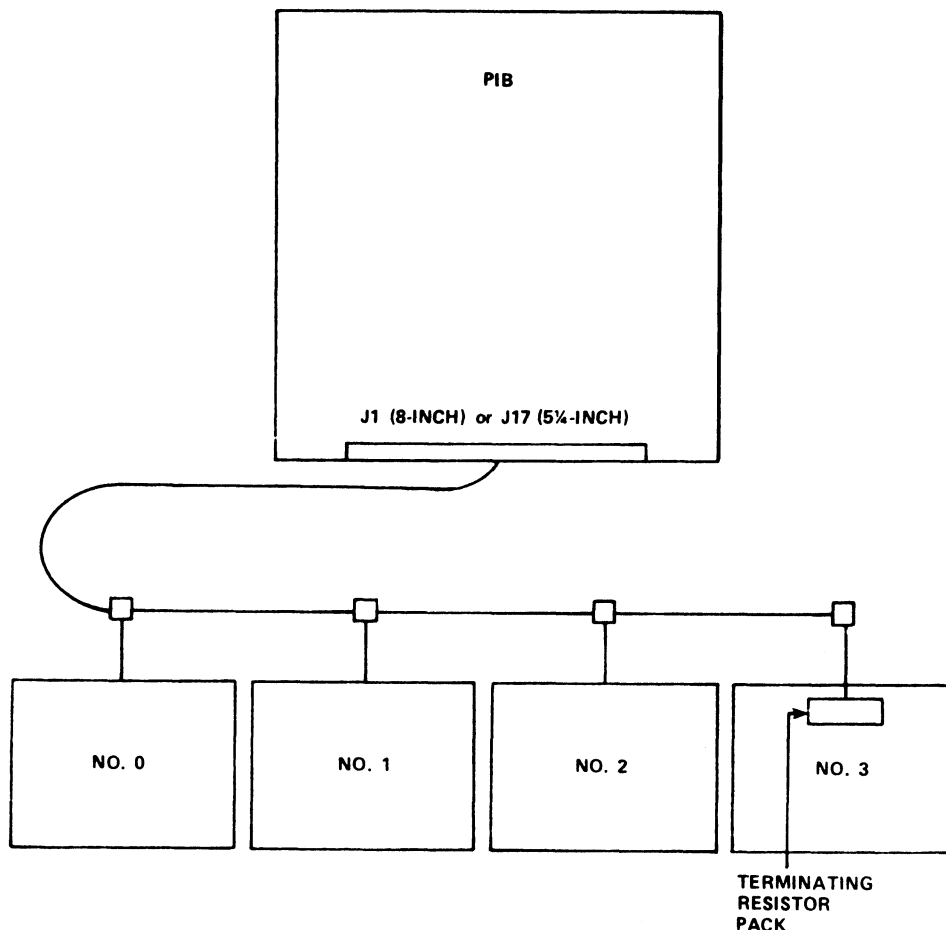 PIB
J1 (8-INCH) or J17 (5¼-INCH)
NO. 0
NO. 1
NO. 2
NO. 3
TERMINATING
RESISTOR
PACK